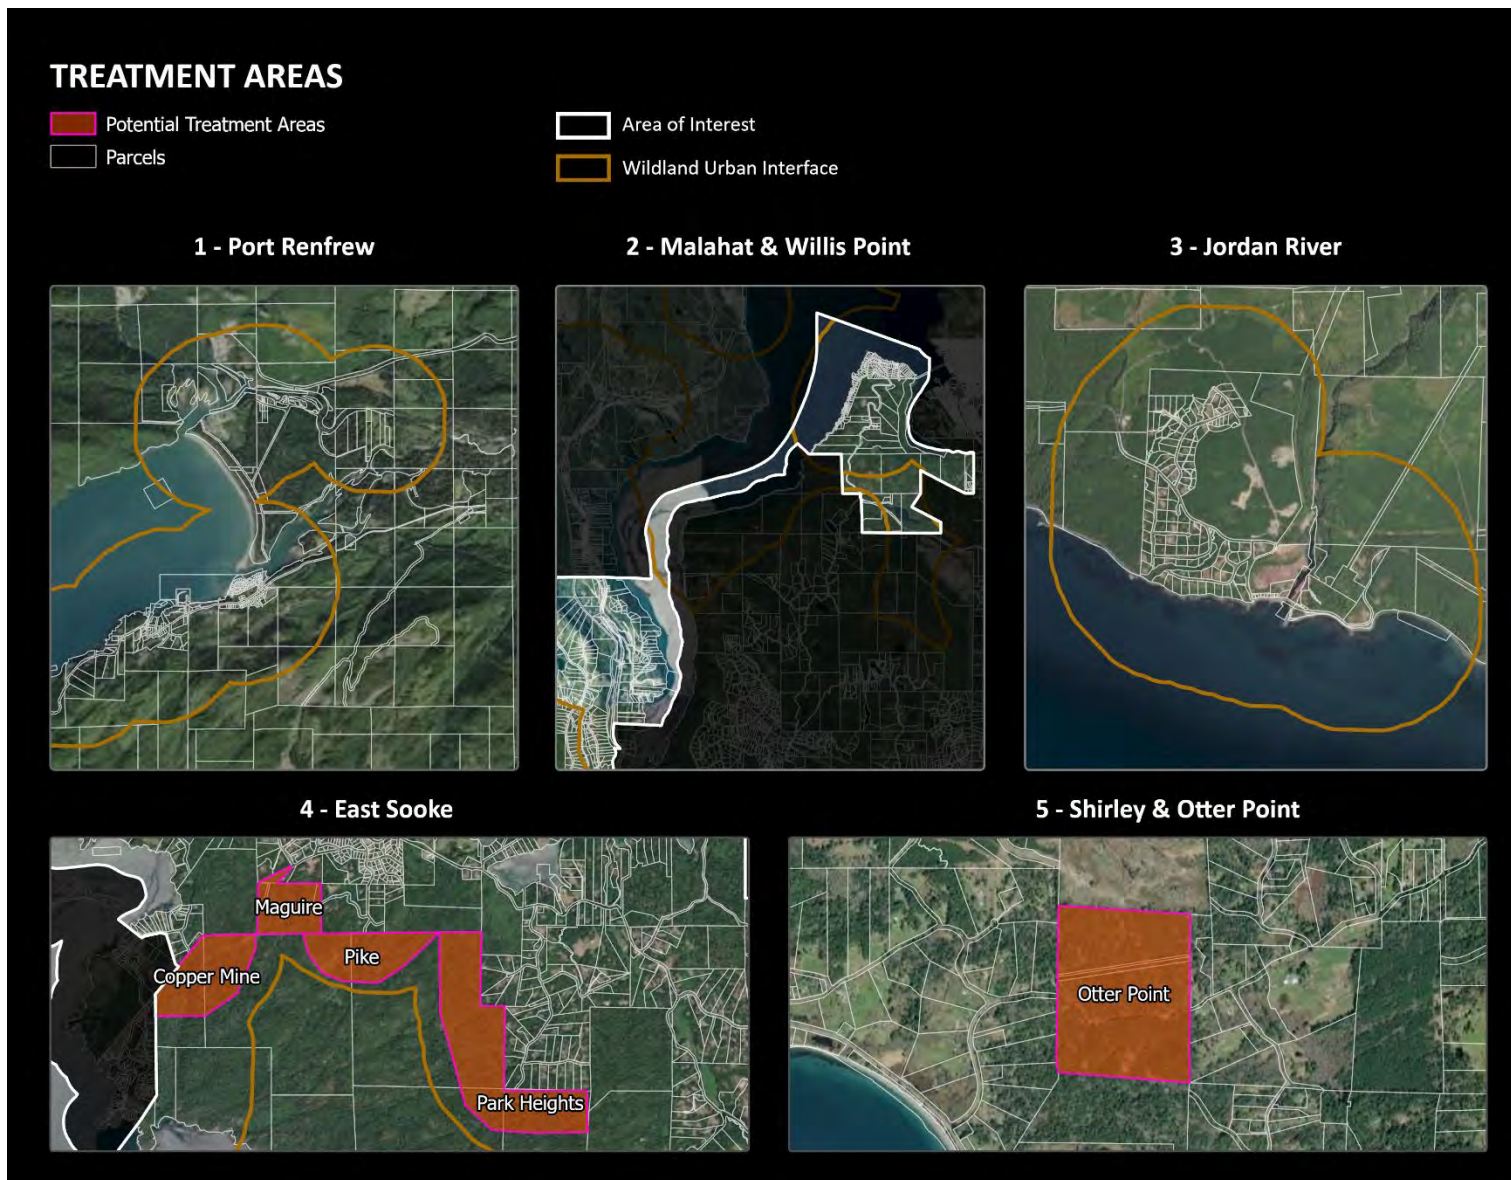 TREATMENT AREAS
Potential Treatment Areas
Parcels
Area of Interest
Wildland Urban Interface
1 - Port Renfrew
2 - Malahat & Willis Point
3 - Jordan River
4 - East Sooke
5 - Shirley & Otter Point
Maguire
Pike
Copper Mine
Park Heights
Otter Point